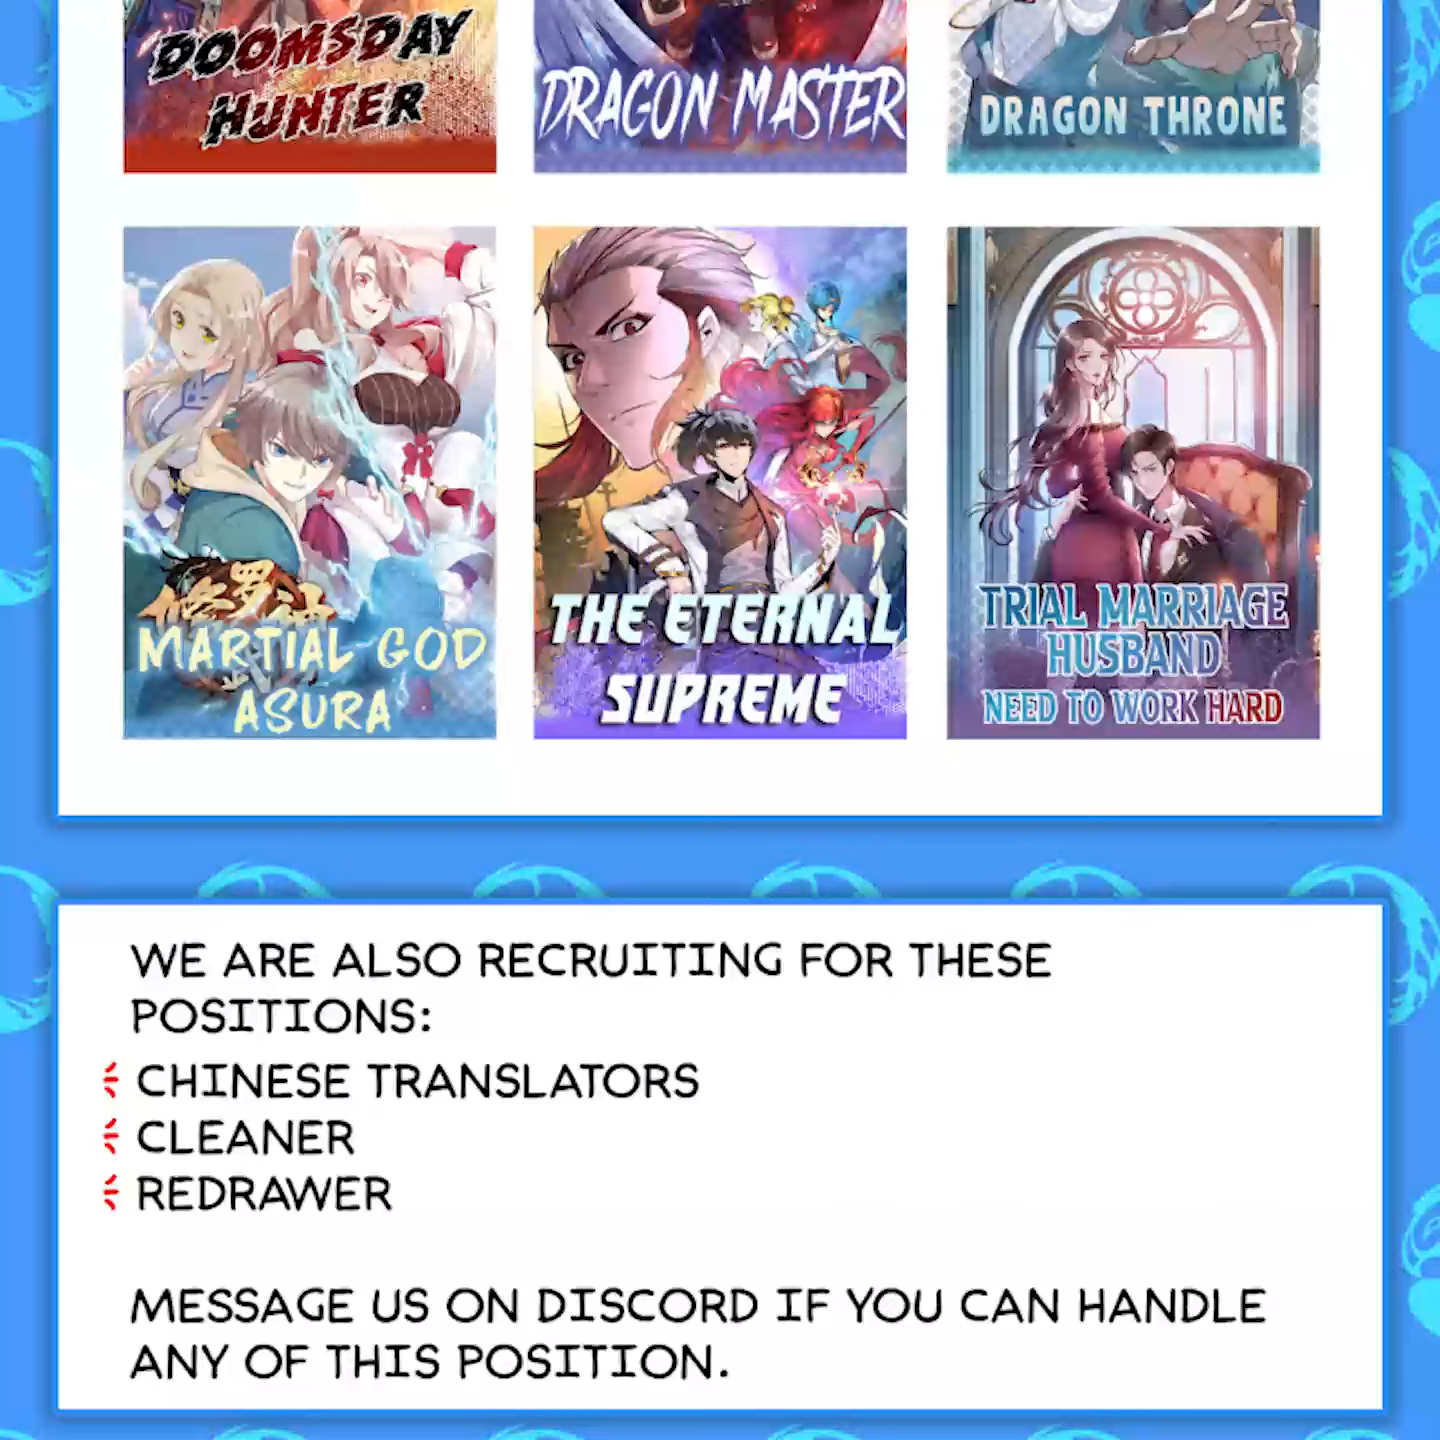 DOOMSDAY
HUNTER
DRAGON MASTER
DRAGON THRONE
MARTIAL GOD
ASURA
THE ETERNAL
SUPREME
TRIAL MARRIAGE
HUSBAND
NEED TO WORK HARD
WE ARE ALSO RECRUITING FOR THESE
POSITIONS:
CHINESE TRANSLATORS
CLEANER
REDRAWER
MESSAGE US ON DISCORD IF YOU CAN HANDLE
ANY OF THIS POSITION.